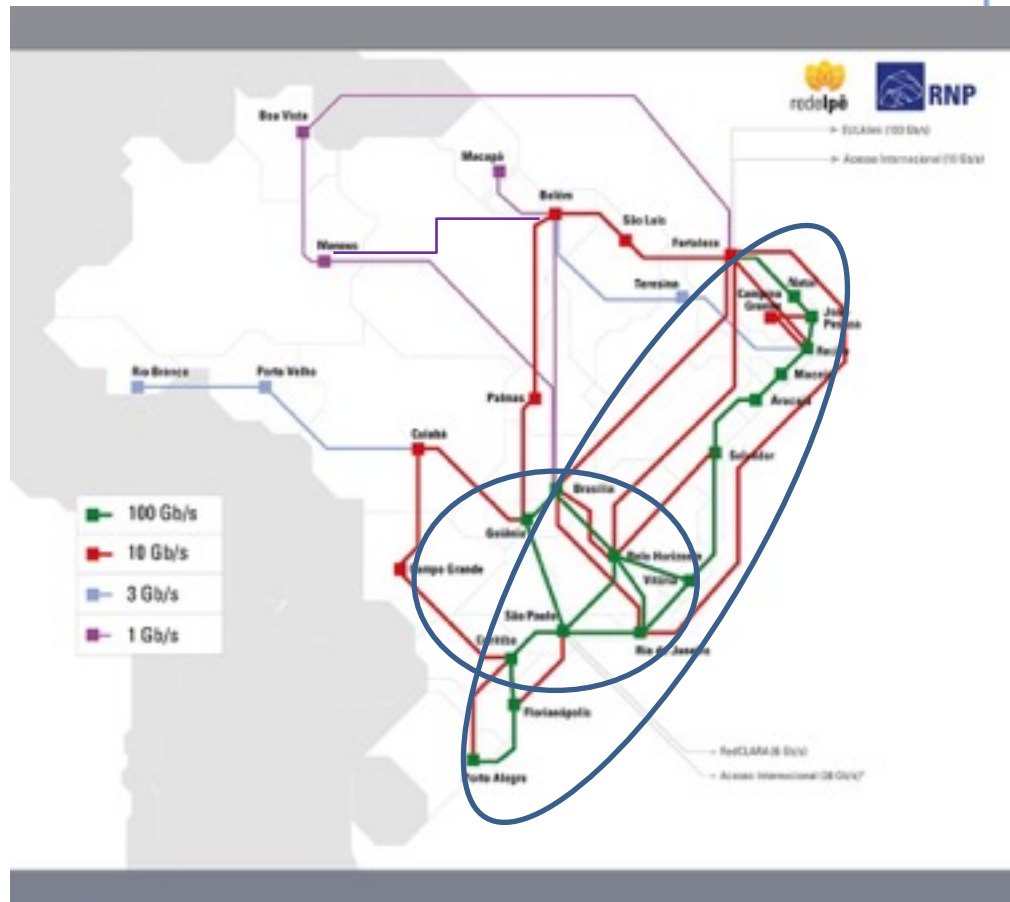 redeIpê
RNP
EULALInks (100 Gb/s)
Acesso Internacional (10 Gb/s)
Boa Vista
Macapá
Belém
São Luís
Fortaleza
Manaus
Teresina
Natal
Campina
Grande
João
Pessoa
Recife
Maceió
Rio Branco
Porto Velho
Palmas
Aracaju
Cuiabá
Salvador
Brasília
100 Gb/s
Goiânia
10 Gb/s
Belo Horizonte
Campo Grande
Vitória
3 Gb/s
São Paulo
1 Gb/s
Curitiba
Rio de Janeiro
Florianópolis
RedCLARA (6 Gb/s)
Porto Alegre
Acesso Internacional